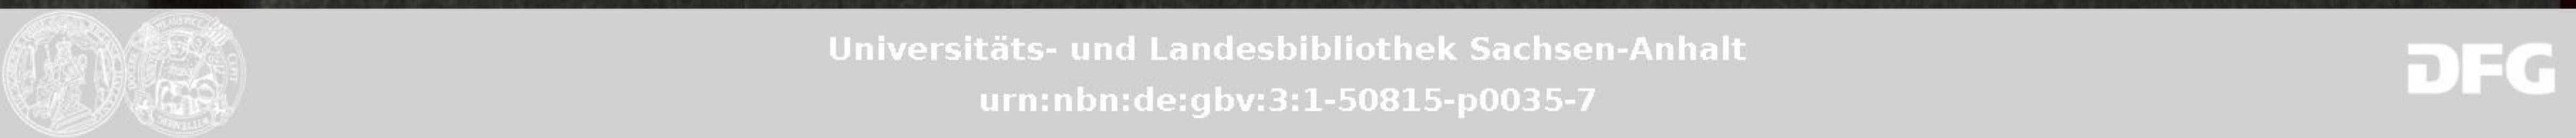 Universitäts- und Landesbibliothek Sachsen-Anhalt
urn:nbn:de:gbv:3:1-50815-p0035-7
DFG